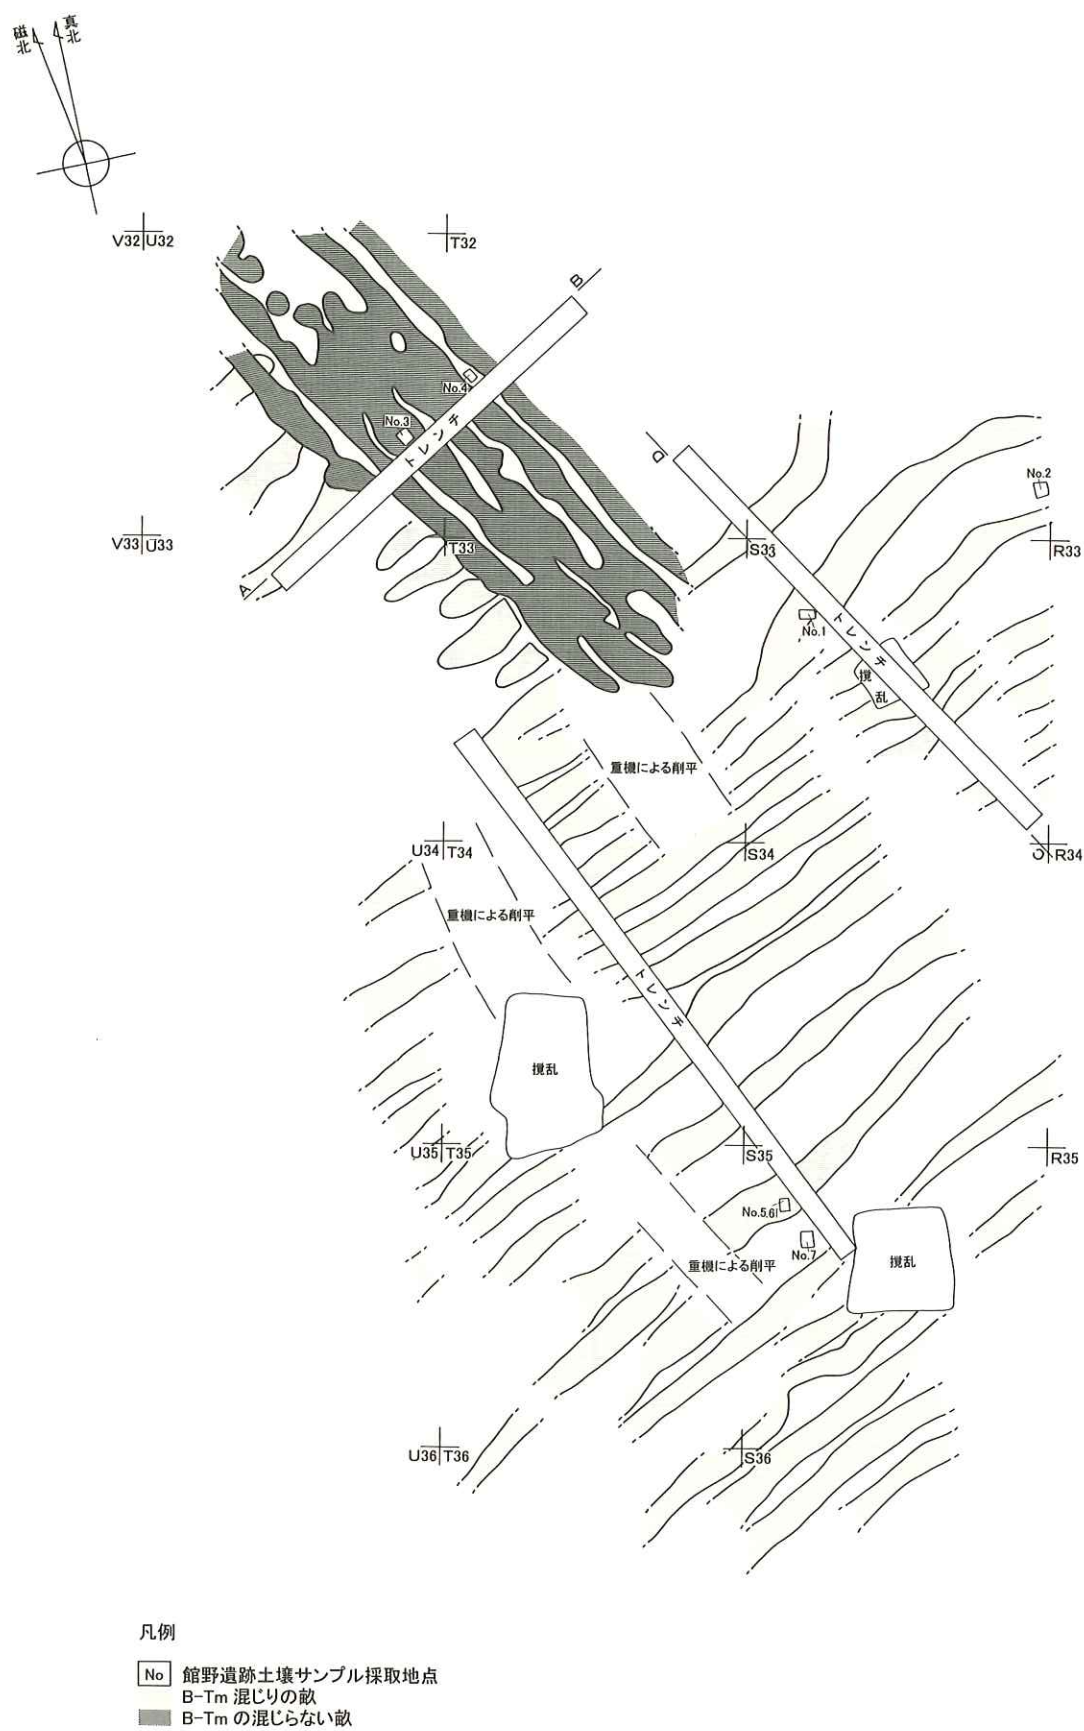 磁北
真北
V32 U32
T32
B
No.4
No.3
トレンチ
D
No.2
V33 U33
T33
S33
R33
A
No.1
トレンチ
攪乱
重機による削平
U34 T34
S34
C R34
重機による削平
トレンチ
攪乱
U35 T35
S35
R35
No.5,6
No.7
重機による削平
攪乱
U36 T36
S36
凡例
No 館野遺跡土壌サンプル採取地点
B-Tm 混じりの畝
B-Tm の混じらない畝